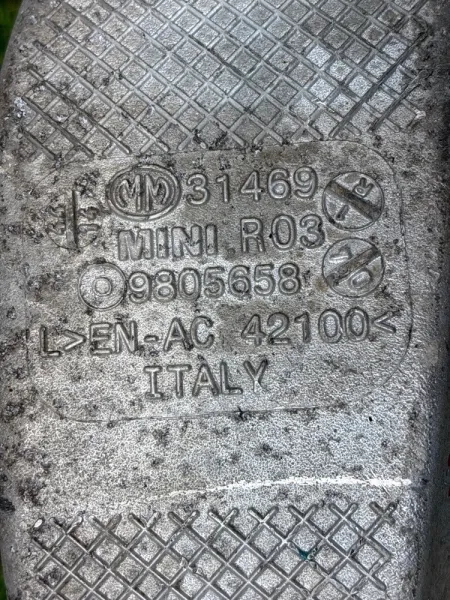 MM 31469
MINI R03
9805658
L>EN-AC 42100<
ITALY